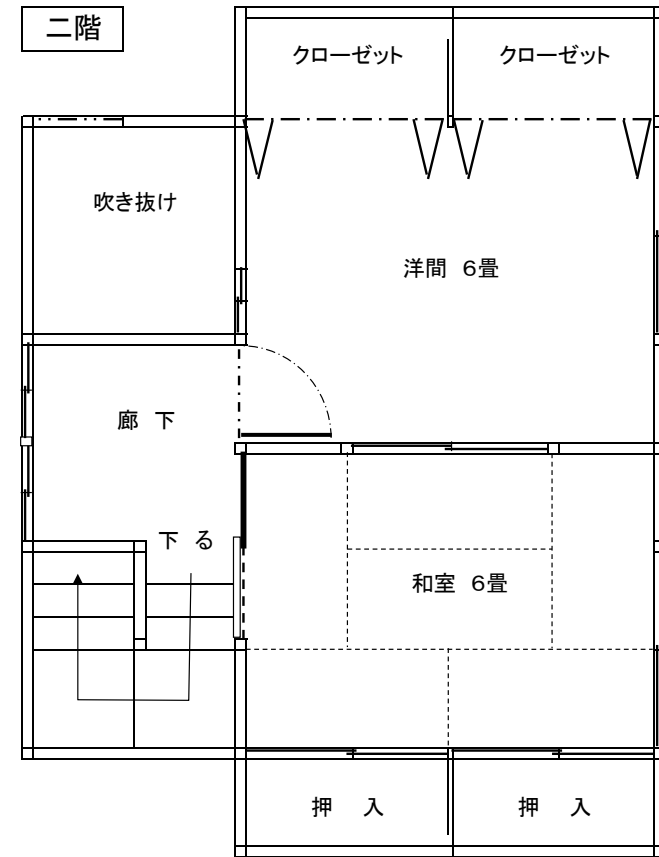 二階
クローゼット
クローゼット
吹き抜け
洋間 6畳
廊 下
下 る
和室 6畳
押 入
押 入